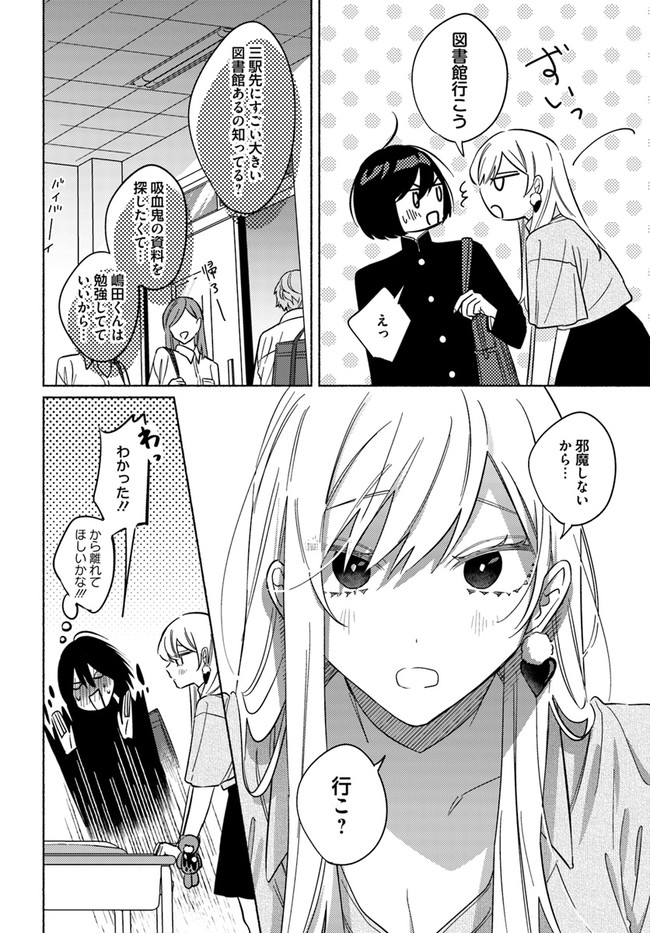 図書館行こう
ずいっ
えっ
三駅先にすごい大きい
図書館あるの知ってる?
吸血鬼の資料を
探したくて…
嶋田くんは
勉強してて
いいから…
帰ろー
邪魔しない
から…
行こ?
わっ
わかった!!
から離れて
ほしいかな!!!